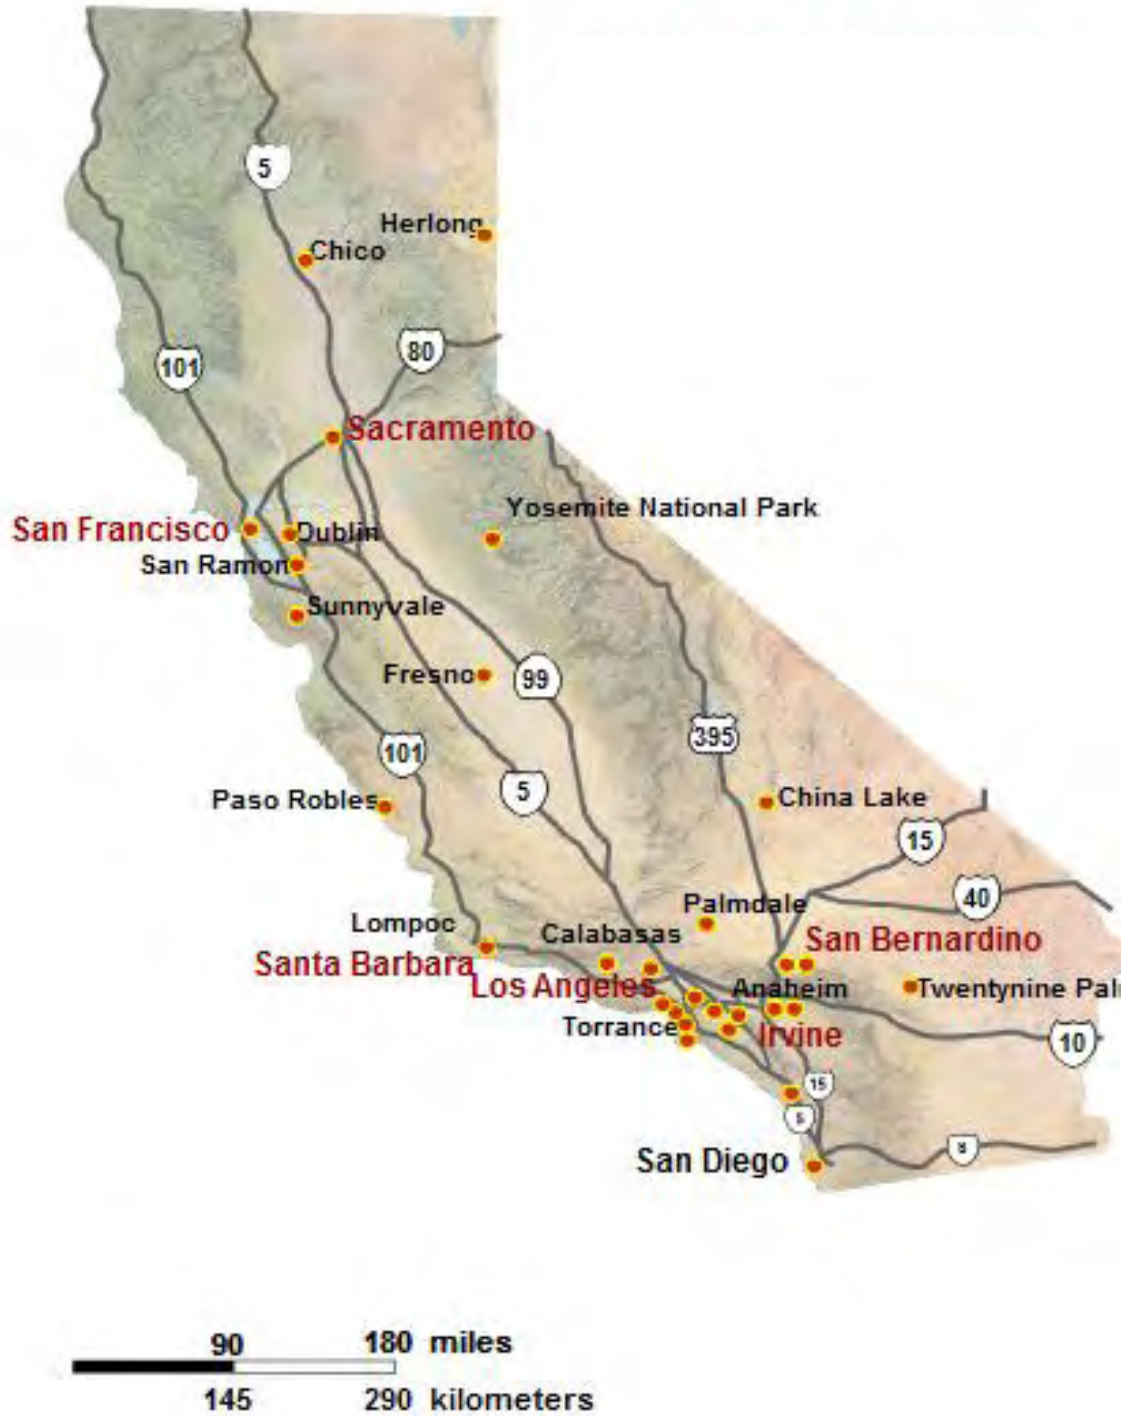 5
Herlong
Chico
80
101
Sacramento
Yosemite National Park
San Francisco
Dublin
San Ramon
Sunnyvale
Fresno
99
395
101
5
Paso Robles
China Lake
15
40
Palmdale
Lompoc
Calabasas
San Bernardino
Santa Barbara
Los Angeles
Anaheim
Twentynine Pal
Torrance
Irvine
10
15
5
8
San Diego
90 180 miles
145 290 kilometers